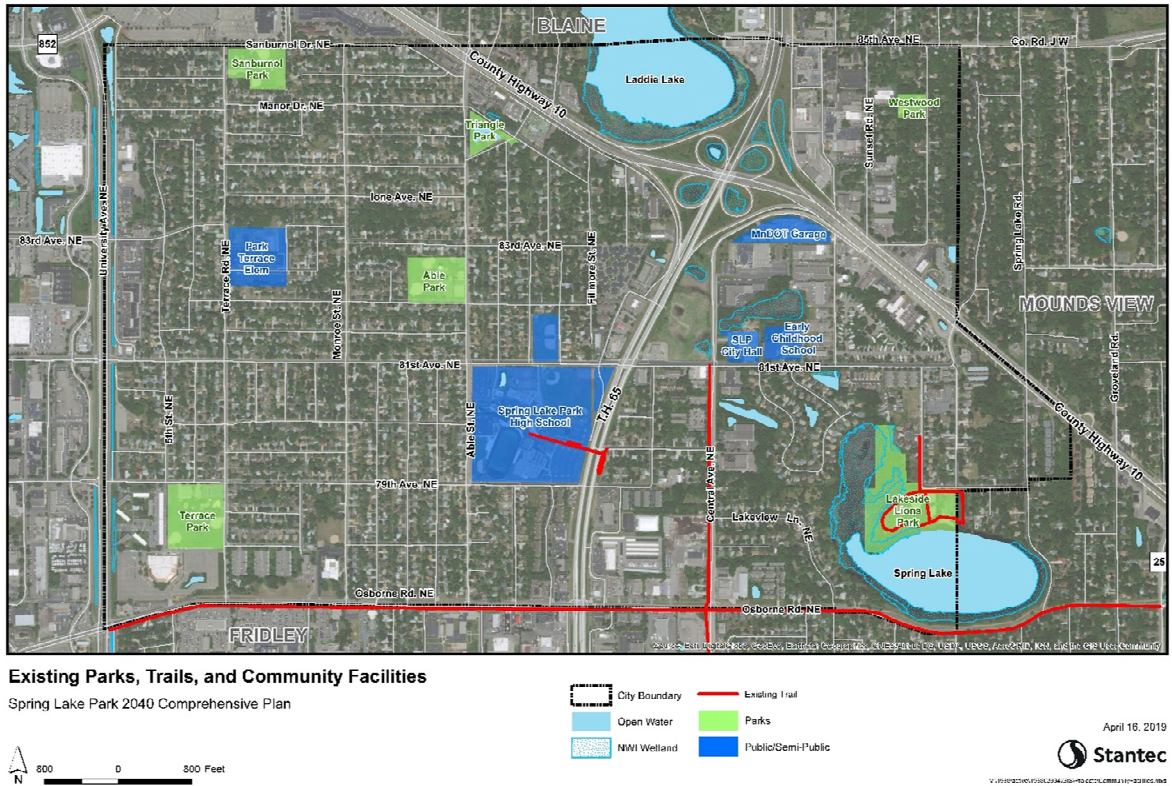 BLAINE
852
Sanburnol Dr. NE
85th Ave. NE
Co. Rd. J W
Sanburnol
Park
County Highway 10
Laddie Lake
Manor Dr. NE
Triangle
Park
Sunset Rd. NE
Westwood
Park
University Ave. NE
Ione Ave. NE
Spring Lake Rd.
83rd Ave. NE
Park
Terrace
Elem
Terrace Rd. NE
83rd Ave. NE
Fillmore St. NE
MnDOT Garage
Able
Park
Monroe St. NE
MOUNDS VIEW
SLP
City Hall
Early
Childhood
School
Groveland Rd.
81st Ave. NE
81st Ave. NE
5th St. NE
Able St. NE
Spring Lake Park
High School
T.H. 65
Central Ave. NE
County Highway 10
79th Ave. NE
Terrace
Park
Lakeview Ln. NE
Lakeside
Lions
Park
Spring Lake
25
Osborne Rd. NE
Osborne Rd. NE
FRIDLEY
Existing Parks, Trails, and Community Facilities
Spring Lake Park 2040 Comprehensive Plan
City Boundary
Existing Trail
Open Water
Parks
NWI Wetland
Public/Semi-Public
April 16, 2019
Stantec
N
800 0 800 Feet